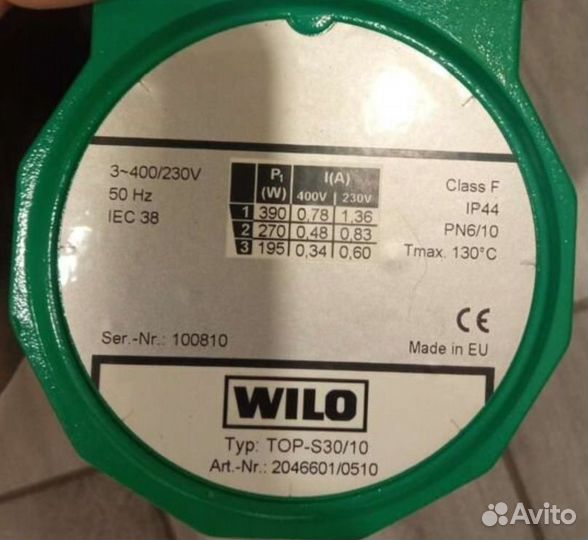 3~400/230V
50 Hz
IEC 38
P1 (W) I(A)
400V 230V
1 390 0,78 1,36
2 270 0,48 0,83
3 195 0,34 0,60
Class F
IP44
PN6/10
Tmax. 130°C
CE
Ser.-Nr.: 100810
Made in EU
WILO
Typ: TOP-S30/10
Art.-Nr.: 2046601/0510
Avito